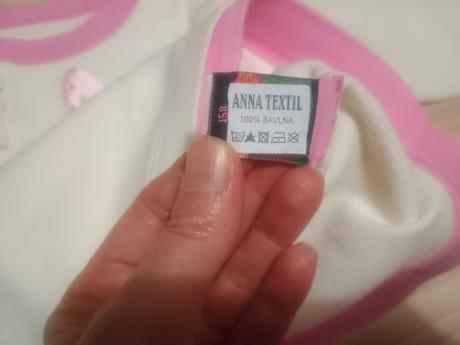 ANNA TEXTIL
100% BAVLNA
158